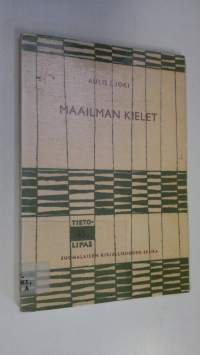 AULIS J. JOKI
MAAILMAN KIELET
TIETO-
LIPAS
SUOMALAISEN KIRJALLISUUDEN SEURA